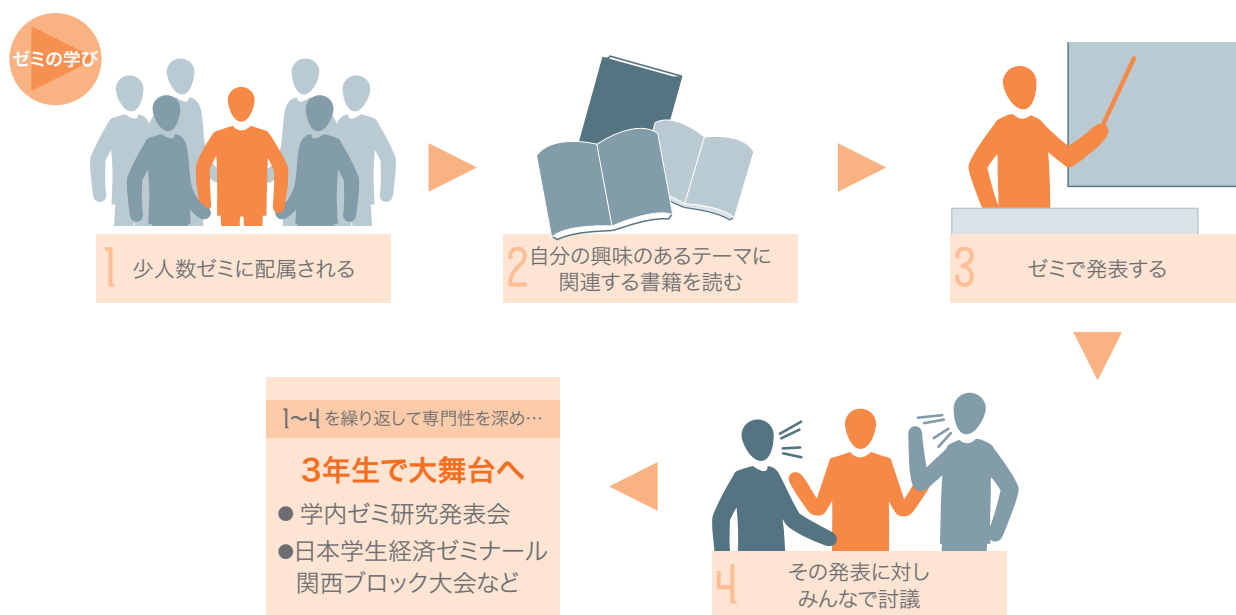 ゼミの学び
1 少人数ゼミに配属される
2 自分の興味のあるテーマに
関連する書籍を読む
3 ゼミで発表する
4 その発表に対し
みんなで討議
1〜4を繰り返して専門性を深め…
3年生で大舞台へ
● 学内ゼミ研究発表会
●日本学生経済ゼミナール
関西ブロック大会など